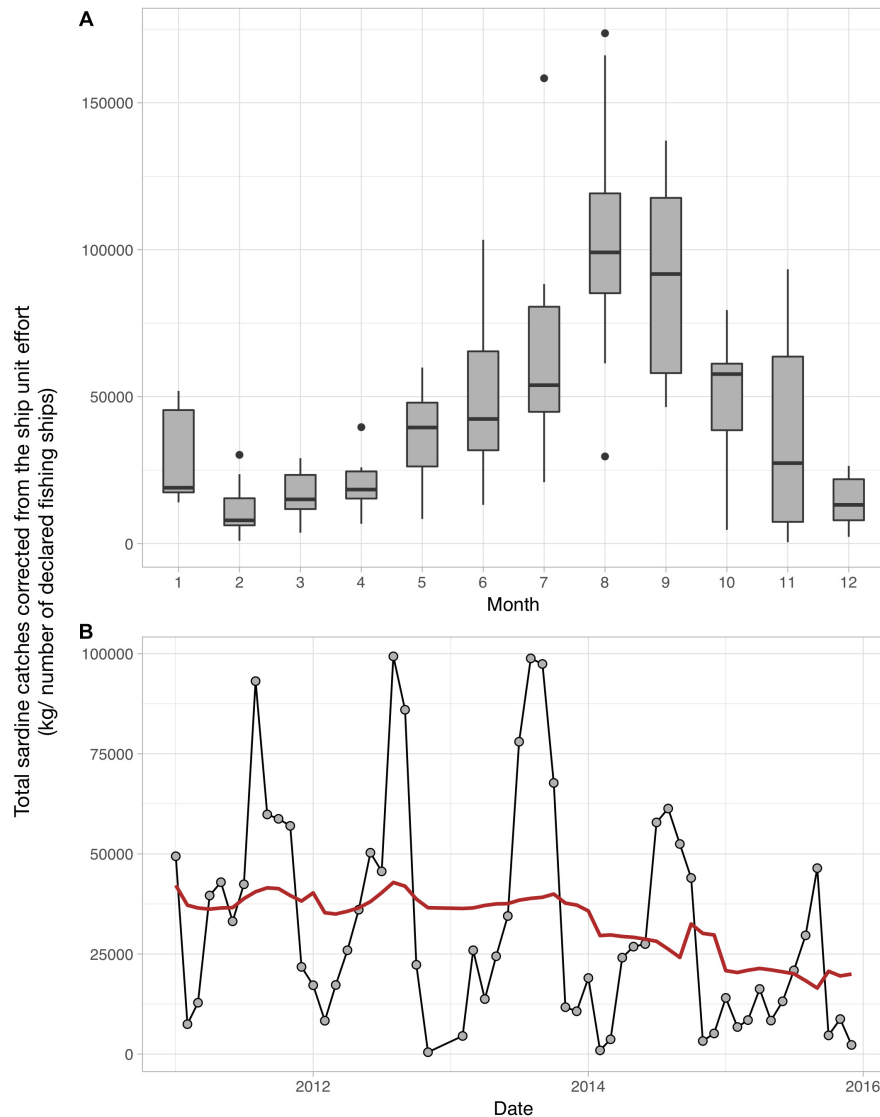 A
Total sardine catches corrected from the ship unit effort
(kg/ number of declared fishing ships)
150000
100000
50000
0
1 2 3 4 5 6 7 8 9 10 11 12
Month
B
100000
75000
50000
25000
0
2012 2014 2016
Date